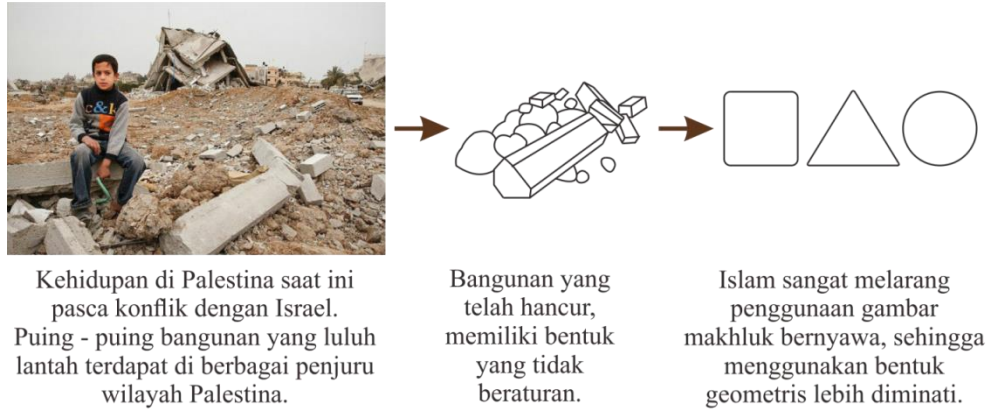 c&k
Kehidupan di Palestina saat ini
pasca konflik dengan Israel.
Puing - puing bangunan yang luluh
lantah terdapat di berbagai penjuru
wilayah Palestina.
Bangunan yang
telah hancur,
memiliki bentuk
yang tidak
beraturan.
Islam sangat melarang
penggunaan gambar
makhluk bernyawa, sehingga
menggunakan bentuk
geometris lebih diminati.